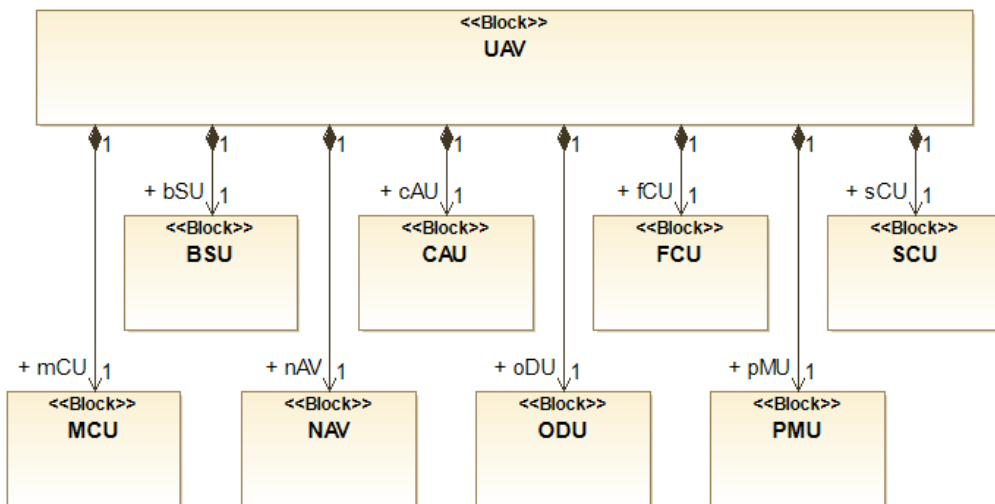 <<Block>>
UAV
1 1 1 1 1 1 1 1
+ bSU 1 + cAU 1 + fCU 1 + sCU 1
<<Block>> <<Block>> <<Block>> <<Block>>
BSU CAU FCU SCU
+ mCU 1 + nAV 1 + oDU 1 + pMU 1
<<Block>> <<Block>> <<Block>> <<Block>>
MCU NAV ODU PMU